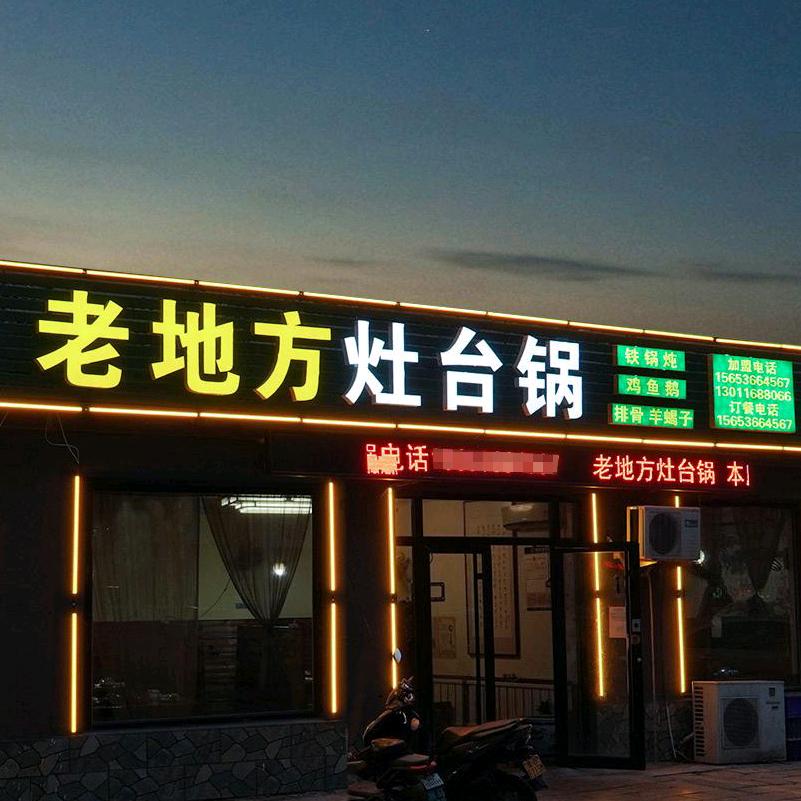 老地方灶台锅
铁锅炖
鸡鱼鹅
排骨 羊蝎子
加盟电话
15653664567
13011688066
订餐电话
15653664567
电话
老地方灶台锅 本